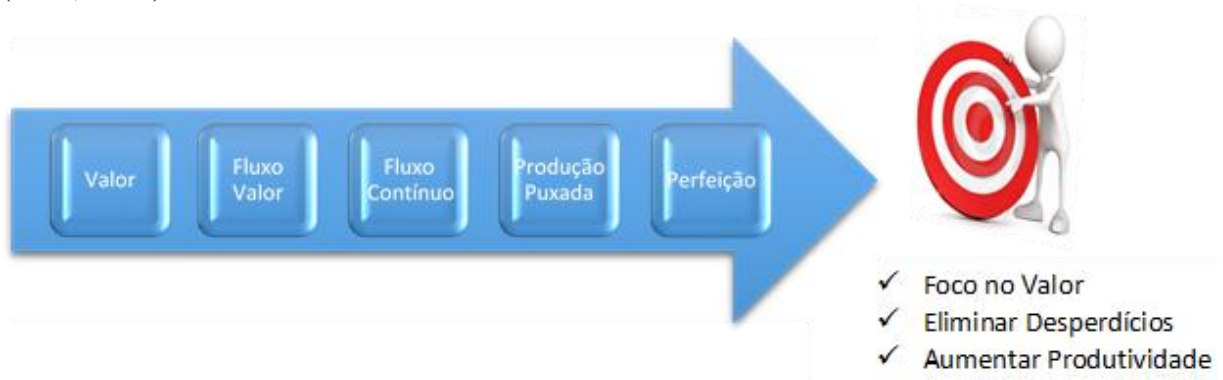 Valor
Fluxo
Valor
Fluxo
Contínuo
Produção
Puxada
Perfeição
✓ Foco no Valor
✓ Eliminar Desperdícios
✓ Aumentar Produtividade